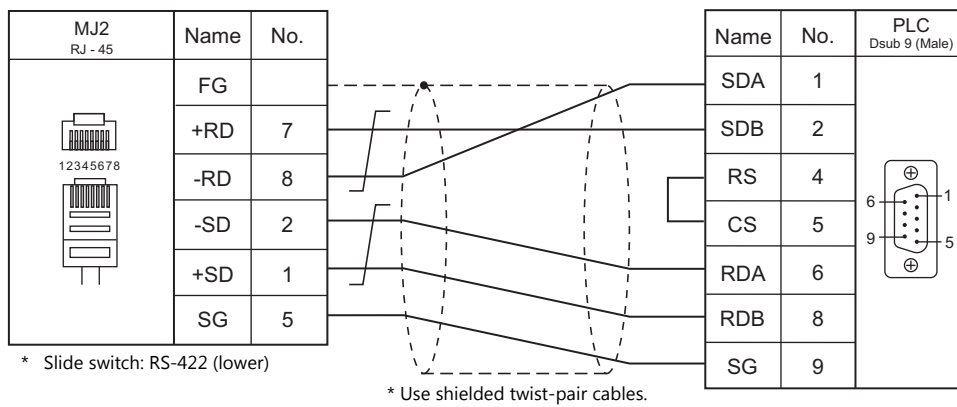 MJ2
RJ - 45
Name No.
FG
+RD 7
-RD 8
-SD 2
+SD 1
SG 5
12345678
* Slide switch: RS-422 (lower)
Name No.
PLC
Dsub 9 (Male)
SDA 1
SDB 2
RS 4
CS 5
RDA 6
RDB 8
SG 9
6 1
9 5
* Use shielded twist-pair cables.